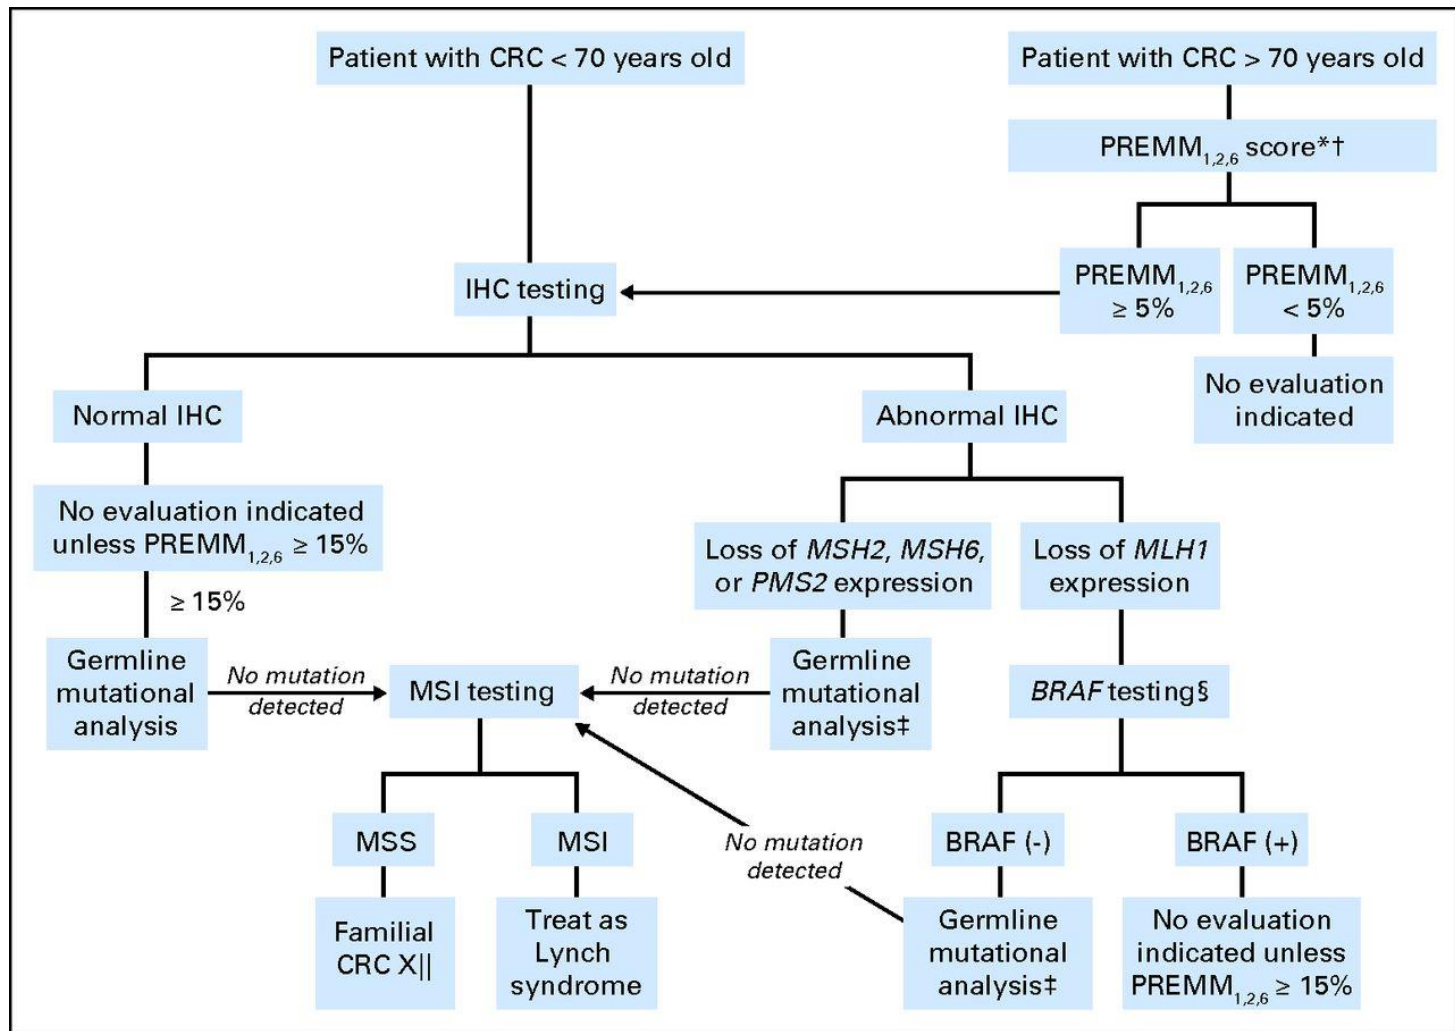 Patient with CRC < 70 years old
Patient with CRC > 70 years old
PREMM1,2,6 score*†
IHC testing
PREMM1,2,6
≥ 5%
PREMM1,2,6
< 5%
No evaluation
indicated
Normal IHC
Abnormal IHC
No evaluation indicated
unless PREMM1,2,6 ≥ 15%
≥ 15%
Loss of MSH2, MSH6,
or PMS2 expression
Loss of MLH1
expression
Germline
mutational
analysis
No mutation
detected
MSI testing
No mutation
detected
Germline
mutational
analysis‡
BRAF testing§
MSS
MSI
No mutation
detected
BRAF (-)
BRAF (+)
Familial
CRC X||
Treat as
Lynch
syndrome
Germline
mutational
analysis‡
No evaluation
indicated unless
PREMM1,2,6 ≥ 15%